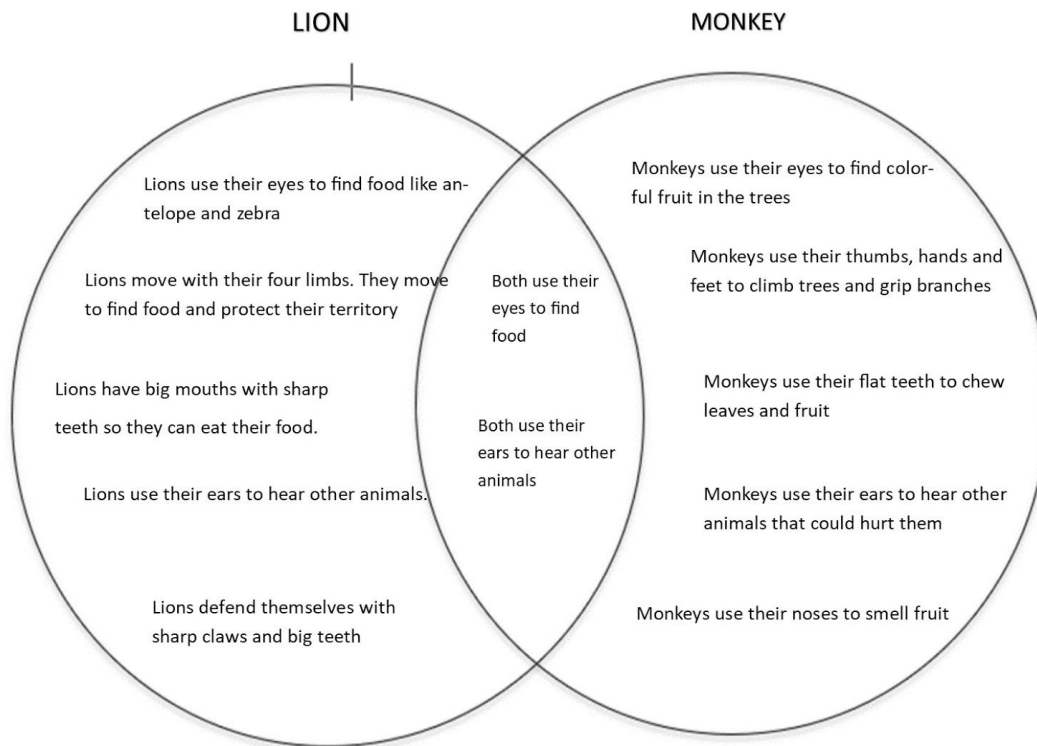 LION
MONKEY
Lions use their eyes to find food like an-
telope and zebra
Lions move with their four limbs. They move
to find food and protect their territory
Lions have big mouths with sharp
teeth so they can eat their food.
Lions use their ears to hear other animals.
Lions defend themselves with
sharp claws and big teeth
Both use their
eyes to find
food
Both use their
ears to hear other
animals
Monkeys use their eyes to find color-
ful fruit in the trees
Monkeys use their thumbs, hands and
feet to climb trees and grip branches
Monkeys use their flat teeth to chew
leaves and fruit
Monkeys use their ears to hear other
animals that could hurt them
Monkeys use their noses to smell fruit